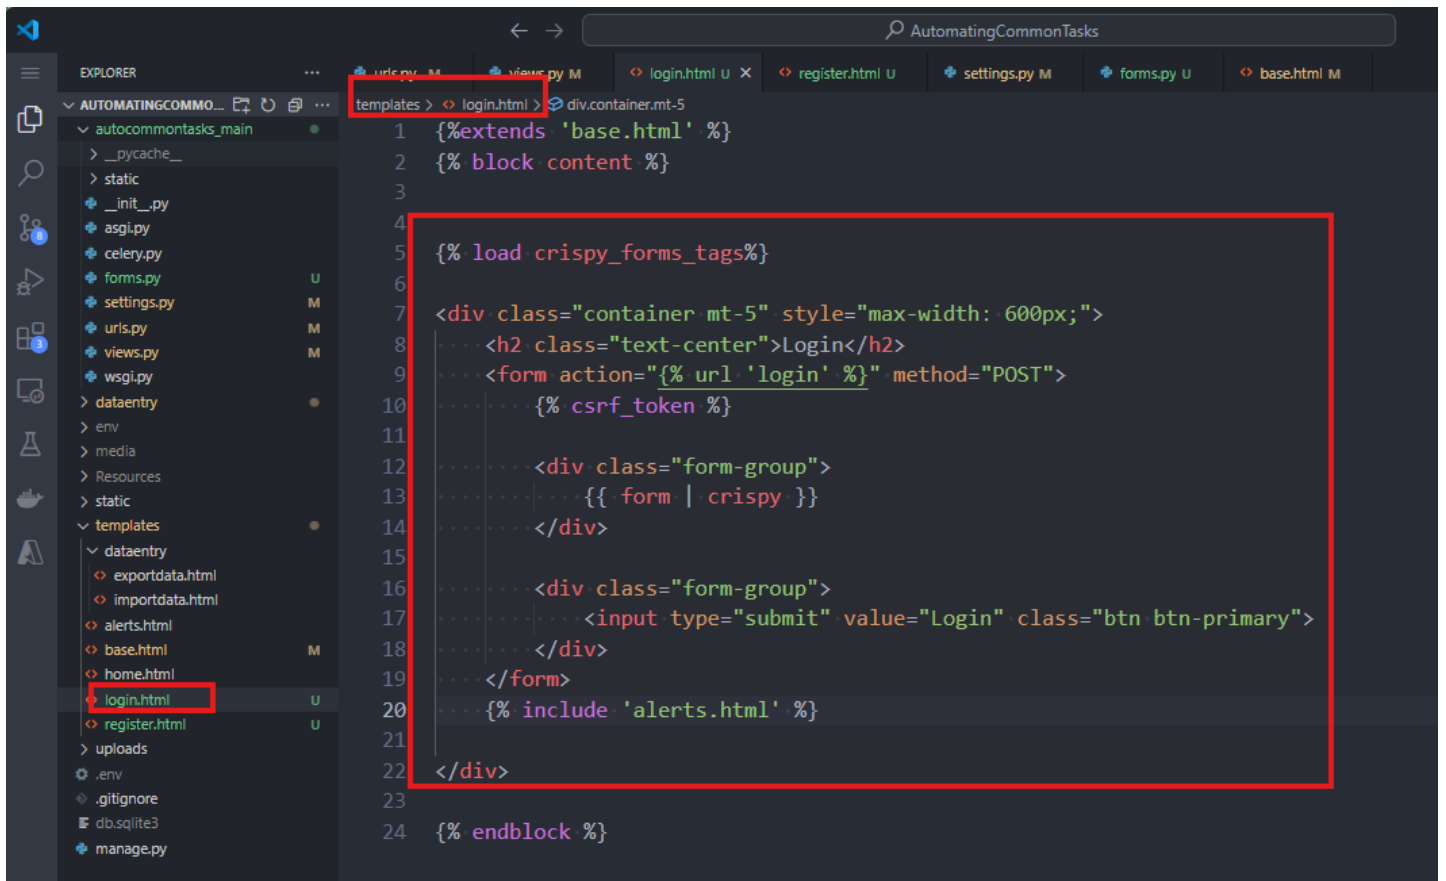 AutomatingCommonTasks
EXPLORER
urls.py M
views.py M
login.html U
register.html U
settings.py M
forms.py U
base.html M
AUTOMATINGCOMMO...
templates > login.html > div.container.mt-5
autocommontasks_main
__pycache__
static
__init__.py
asgi.py
celery.py
forms.py U
settings.py M
urls.py M
views.py M
wsgi.py
dataentry
env
media
Resources
static
templates
dataentry
exportdata.html
importdata.html
alerts.html
base.html M
home.html
login.html U
register.html U
uploads
.env
.gitignore
db.sqlite3
manage.py
8
3
1 {%extends 'base.html' %}
2 {% block content %}
3
4
5 {% load crispy_forms_tags%}
6
7 <div class="container mt-5" style="max-width: 600px;">
8 <h2 class="text-center">Login</h2>
9 <form action="{% url 'login' %}" method="POST">
10 {% csrf_token %}
11
12 <div class="form-group">
13 {{ form | crispy }}
14 </div>
15
16 <div class="form-group">
17 <input type="submit" value="Login" class="btn btn-primary">
18 </div>
19 </form>
20 {% include 'alerts.html' %}
21
22 </div>
23
24 {% endblock %}